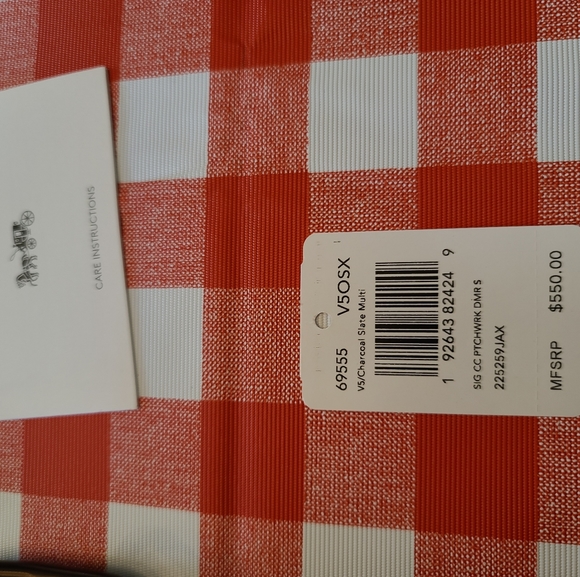 CARE INSTRUCTIONS
69555 V5OSX
V5/Charcoal Slate Multi
1 92643 82424 9
SIG CC PTCHWRK DMR S
225259JAX
MFSRP $550.00